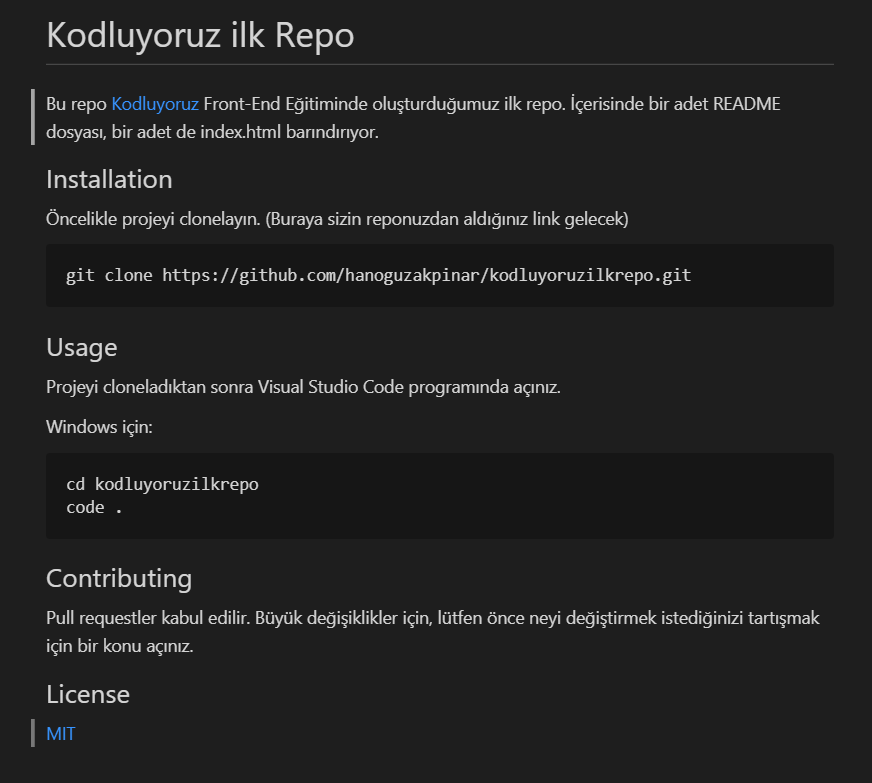 Kodluyoruz ilk Repo
Bu repo Kodluyoruz Front-End Eğitiminde oluşturduğumuz ilk repo. İçerisinde bir adet README
dosyası, bir adet de index.html barındırıyor.
Installation
Öncelikle projeyi clonelayın. (Buraya sizin reponuzdan aldığınız link gelecek)
git clone https://github.com/hanoguzakpinar/kodluyoruzilkrepo.git
Usage
Projeyi cloneladıktan sonra Visual Studio Code programında açınız.
Windows için:
cd kodluyoruzilkrepo
code .
Contributing
Pull requestler kabul edilir. Büyük değişiklikler için, lütfen önce neyi değiştirmek istediğinizi tartışmak
için bir konu açınız.
License
MIT